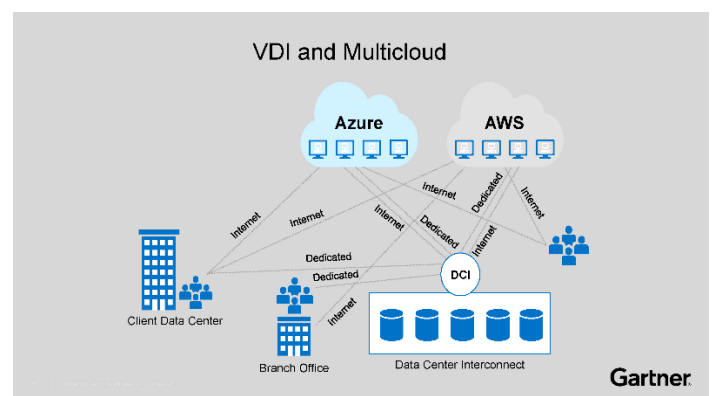 VDI and Multicloud
Azure
AWS
Internet
Internet
Internet
Dedicated
Internet
Dedicated
Internet
Internet
Dedicated
Dedicated
Internet
DCI
Client Data Center
Branch Office
Data Center Interconnect
Gartner